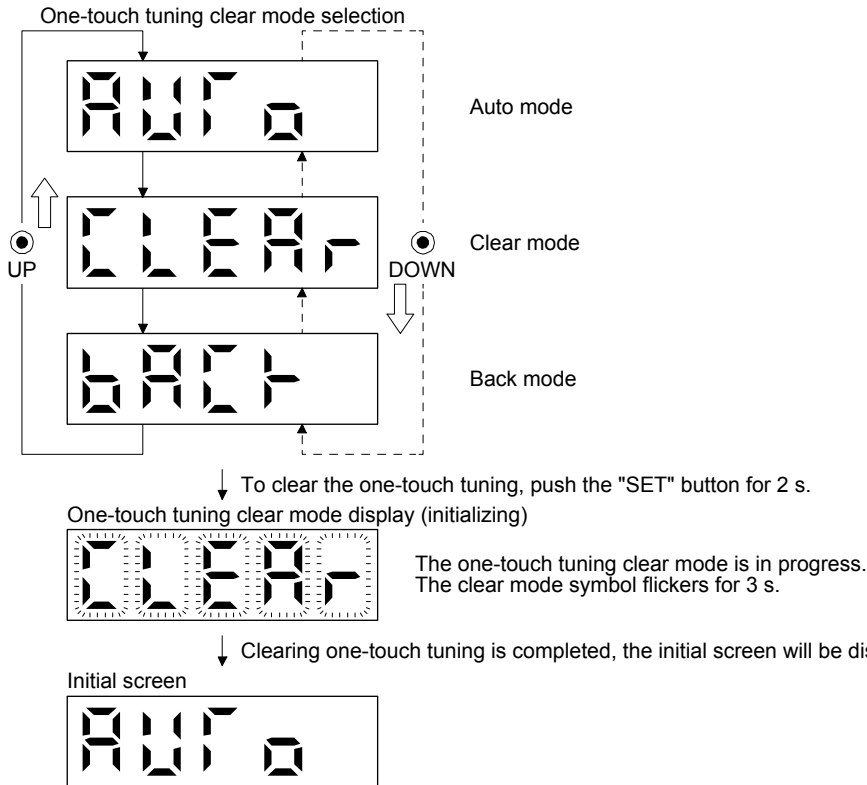 One-touch tuning clear mode selection
AUTo
Auto mode
UP
CLEAr
DOWN
Clear mode
bACk
Back mode
To clear the one-touch tuning, push the "SET" button for 2 s.
One-touch tuning clear mode display (initializing)
CLEAr
The one-touch tuning clear mode is in progress.
The clear mode symbol flickers for 3 s.
Clearing one-touch tuning is completed, the initial screen will be
Initial screen
AUTo